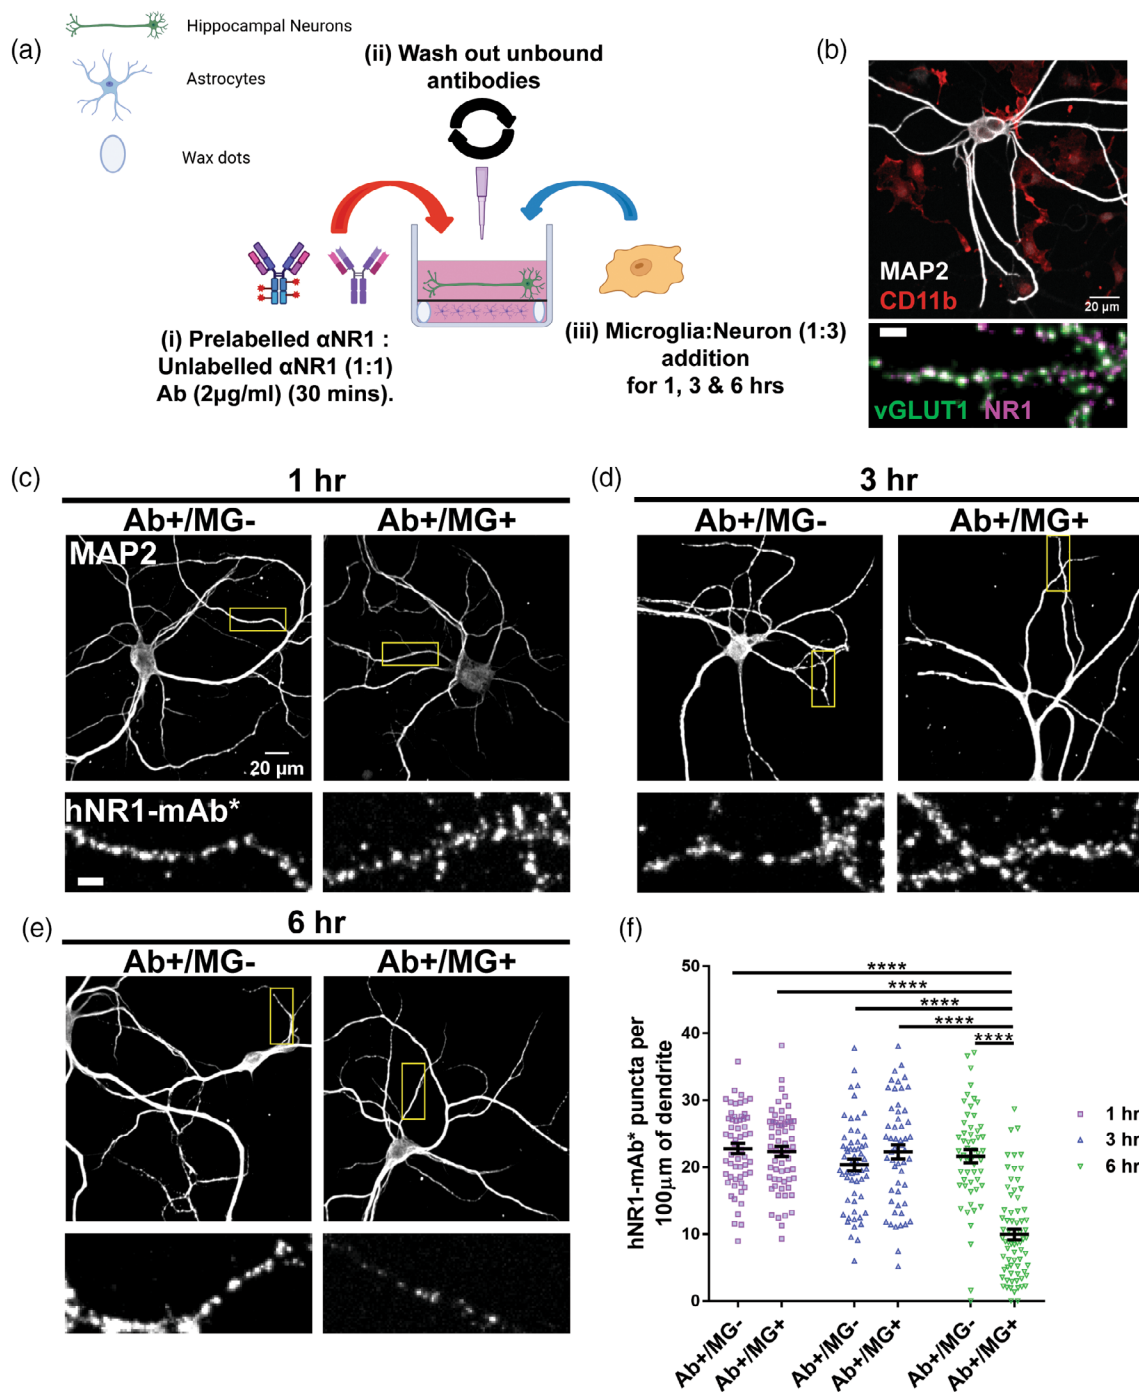 (a)
Hippocampal Neurons
Astrocytes
Wax dots
(ii) Wash out unbound
antibodies
(i) Prelabelled αNR1 :
Unlabelled αNR1 (1:1)
Ab (2µg/ml) (30 mins).
(iii) Microglia:Neuron (1:3)
addition
for 1, 3 & 6 hrs
(b)
MAP2
CD11b
20 µm
vGLUT1 NR1
(c)
1 hr
Ab+/MG- Ab+/MG+
MAP2
20 µm
hNR1-mAb*
(d)
3 hr
Ab+/MG- Ab+/MG+
(e)
6 hr
Ab+/MG- Ab+/MG+
(f)
hNR1-mAb* puncta per
100µm of dendrite
50
40
30
20
10
0
****
****
****
****
****
Ab+/MG-
Ab+/MG+
Ab+/MG-
Ab+/MG+
Ab+/MG-
Ab+/MG+
1 hr
3 hr
6 hr